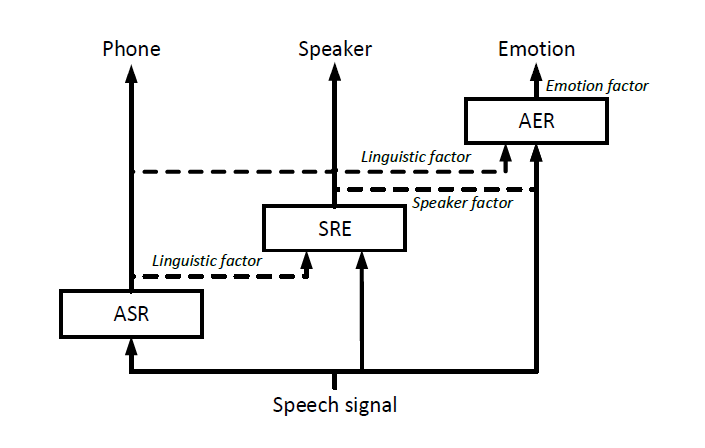 Phone Speaker Emotion
Emotion factor
AER
Linguistic factor
Speaker factor
SRE
Linguistic factor
ASR
Speech signal